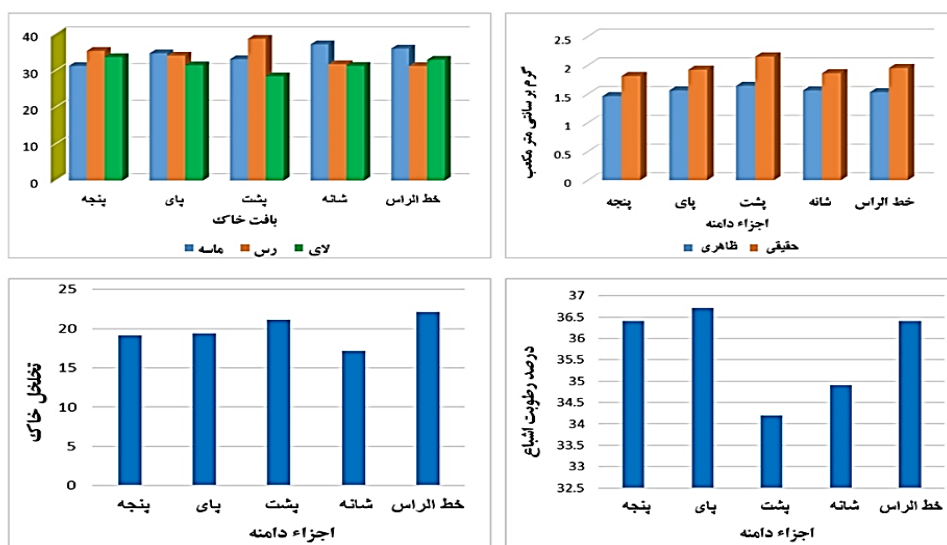 40
30
20
10
0
پنجه پای پشت شانه خط الراس
بافت خاک
ماسه رس لای
گرم بر سانتی متر مکعب
2.5
2
1.5
1
0.5
0
پنجه پای پشت شانه خط الراس
اجزاء دامنه
ظاهری حقیقی
تخلخل خاک
25
20
15
10
5
0
پنجه پای پشت شانه خط الراس
اجزاء دامنه
درصد رطوبت اشباع
37
36.5
36
35.5
35
34.5
34
33.5
33
32.5
پنجه پای پشت شانه خط الراس
اجزاء دامنه